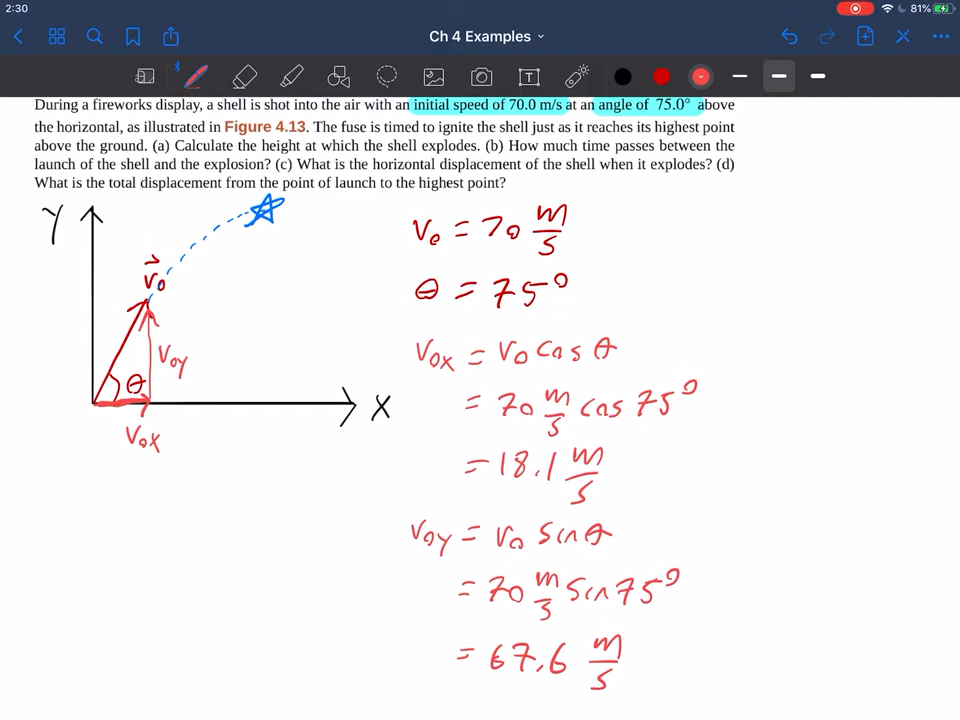 2:30
81%
Ch 4 Examples
T
During a fireworks display, a shell is shot into the air with an initial speed of 70.0 m/s at an angle of 75.0° above
the horizontal, as illustrated in Figure 4.13. The fuse is timed to ignite the shell just as it reaches its highest point
above the ground. (a) Calculate the height at which the shell explodes. (b) How much time passes between the
launch of the shell and the explosion? (c) What is the horizontal displacement of the shell when it explodes? (d)
What is the total displacement from the point of launch to the highest point?
Y
v⃗₀
v₀y
θ
X
v₀x
v₀ = 70 m/s
θ = 75°
v₀x = v₀ cos θ
= 70 m/s cos 75°
= 18.1 m/s
v₀y = v₀ sin θ
= 70 m/s sin 75°
= 67.6 m/s